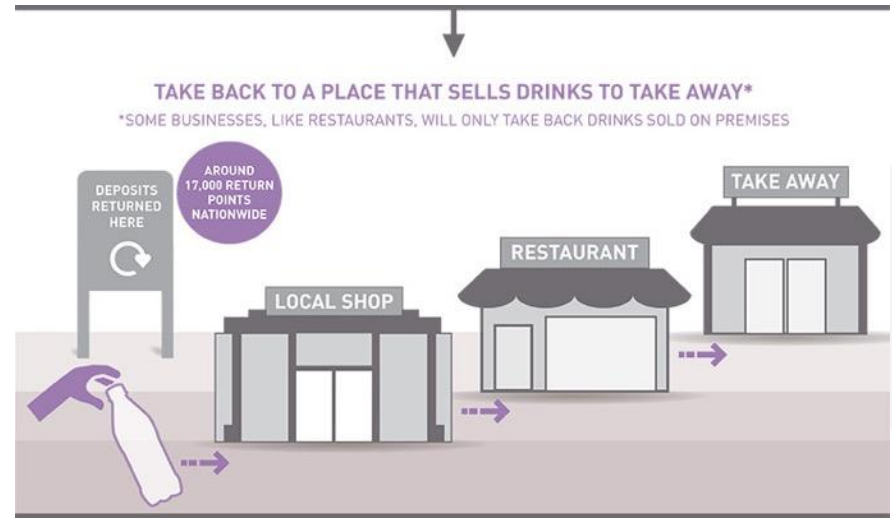 TAKE BACK TO A PLACE THAT SELLS DRINKS TO TAKE AWAY*
*SOME BUSINESSES, LIKE RESTAURANTS, WILL ONLY TAKE BACK DRINKS SOLD ON PREMISES
DEPOSITS
RETURNED
HERE
AROUND
17,000 RETURN
POINTS
NATIONWIDE
LOCAL SHOP
RESTAURANT
TAKE AWAY